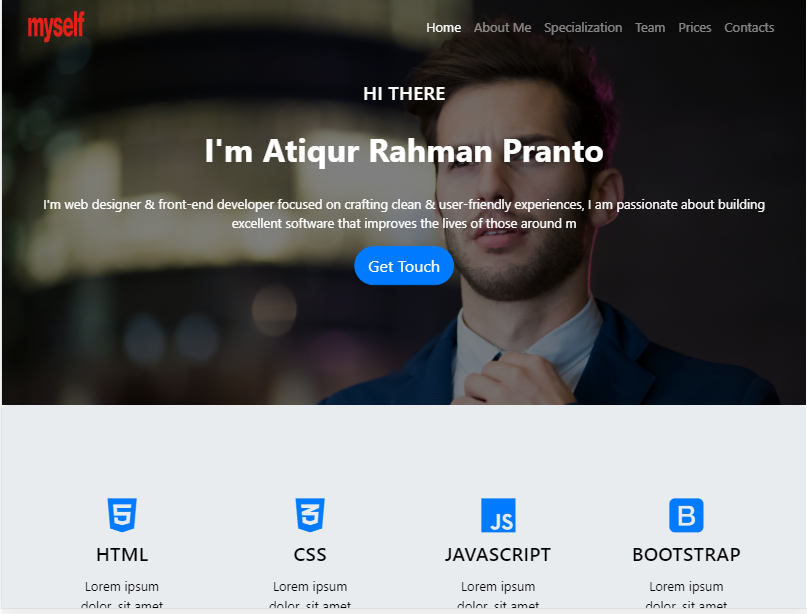 myself
Home About Me Specialization Team Prices Contacts
HI THERE
I'm Atiqur Rahman Pranto
I'm web designer & front-end developer focused on crafting clean & user-friendly experiences, I am passionate about building
excellent software that improves the lives of those around m
Get Touch
5 3 JS B
HTML CSS JAVASCRIPT BOOTSTRAP
Lorem ipsum Lorem ipsum Lorem ipsum Lorem ipsum
dolor, sit amet dolor, sit amet dolor, sit amet dolor, sit amet